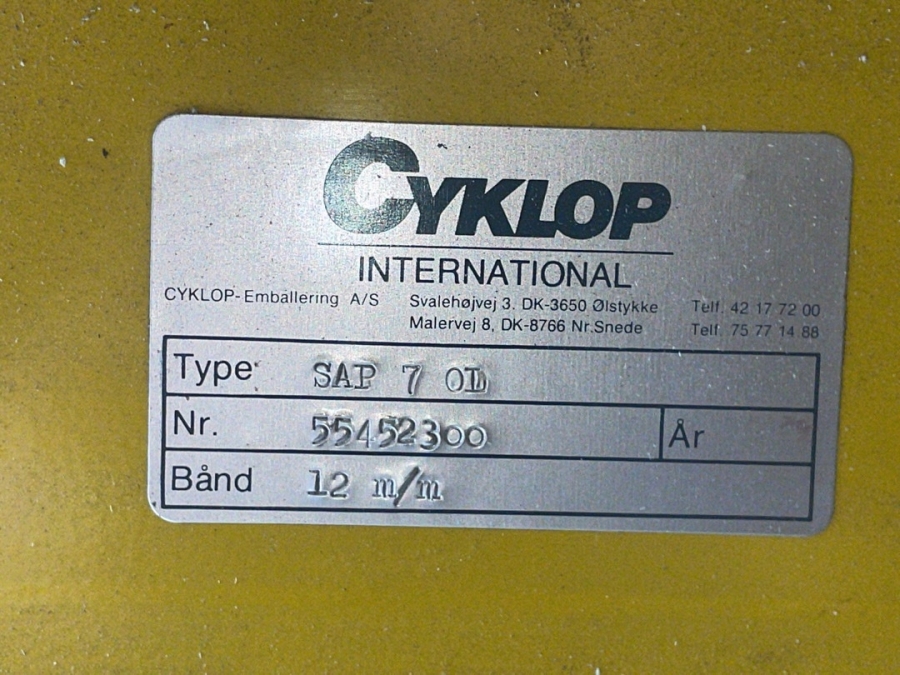 CYKLOP
INTERNATIONAL
CYKLOP-Emballering A/S Svalehøjvej 3. DK-3650 Ølstykke Telf. 42 17 72 00
Malervej 8, DK-8766 Nr.Snede Telf. 75 77 14 88
Type SAP 7 OL
Nr. 55452300 År
Bånd 12 m/m